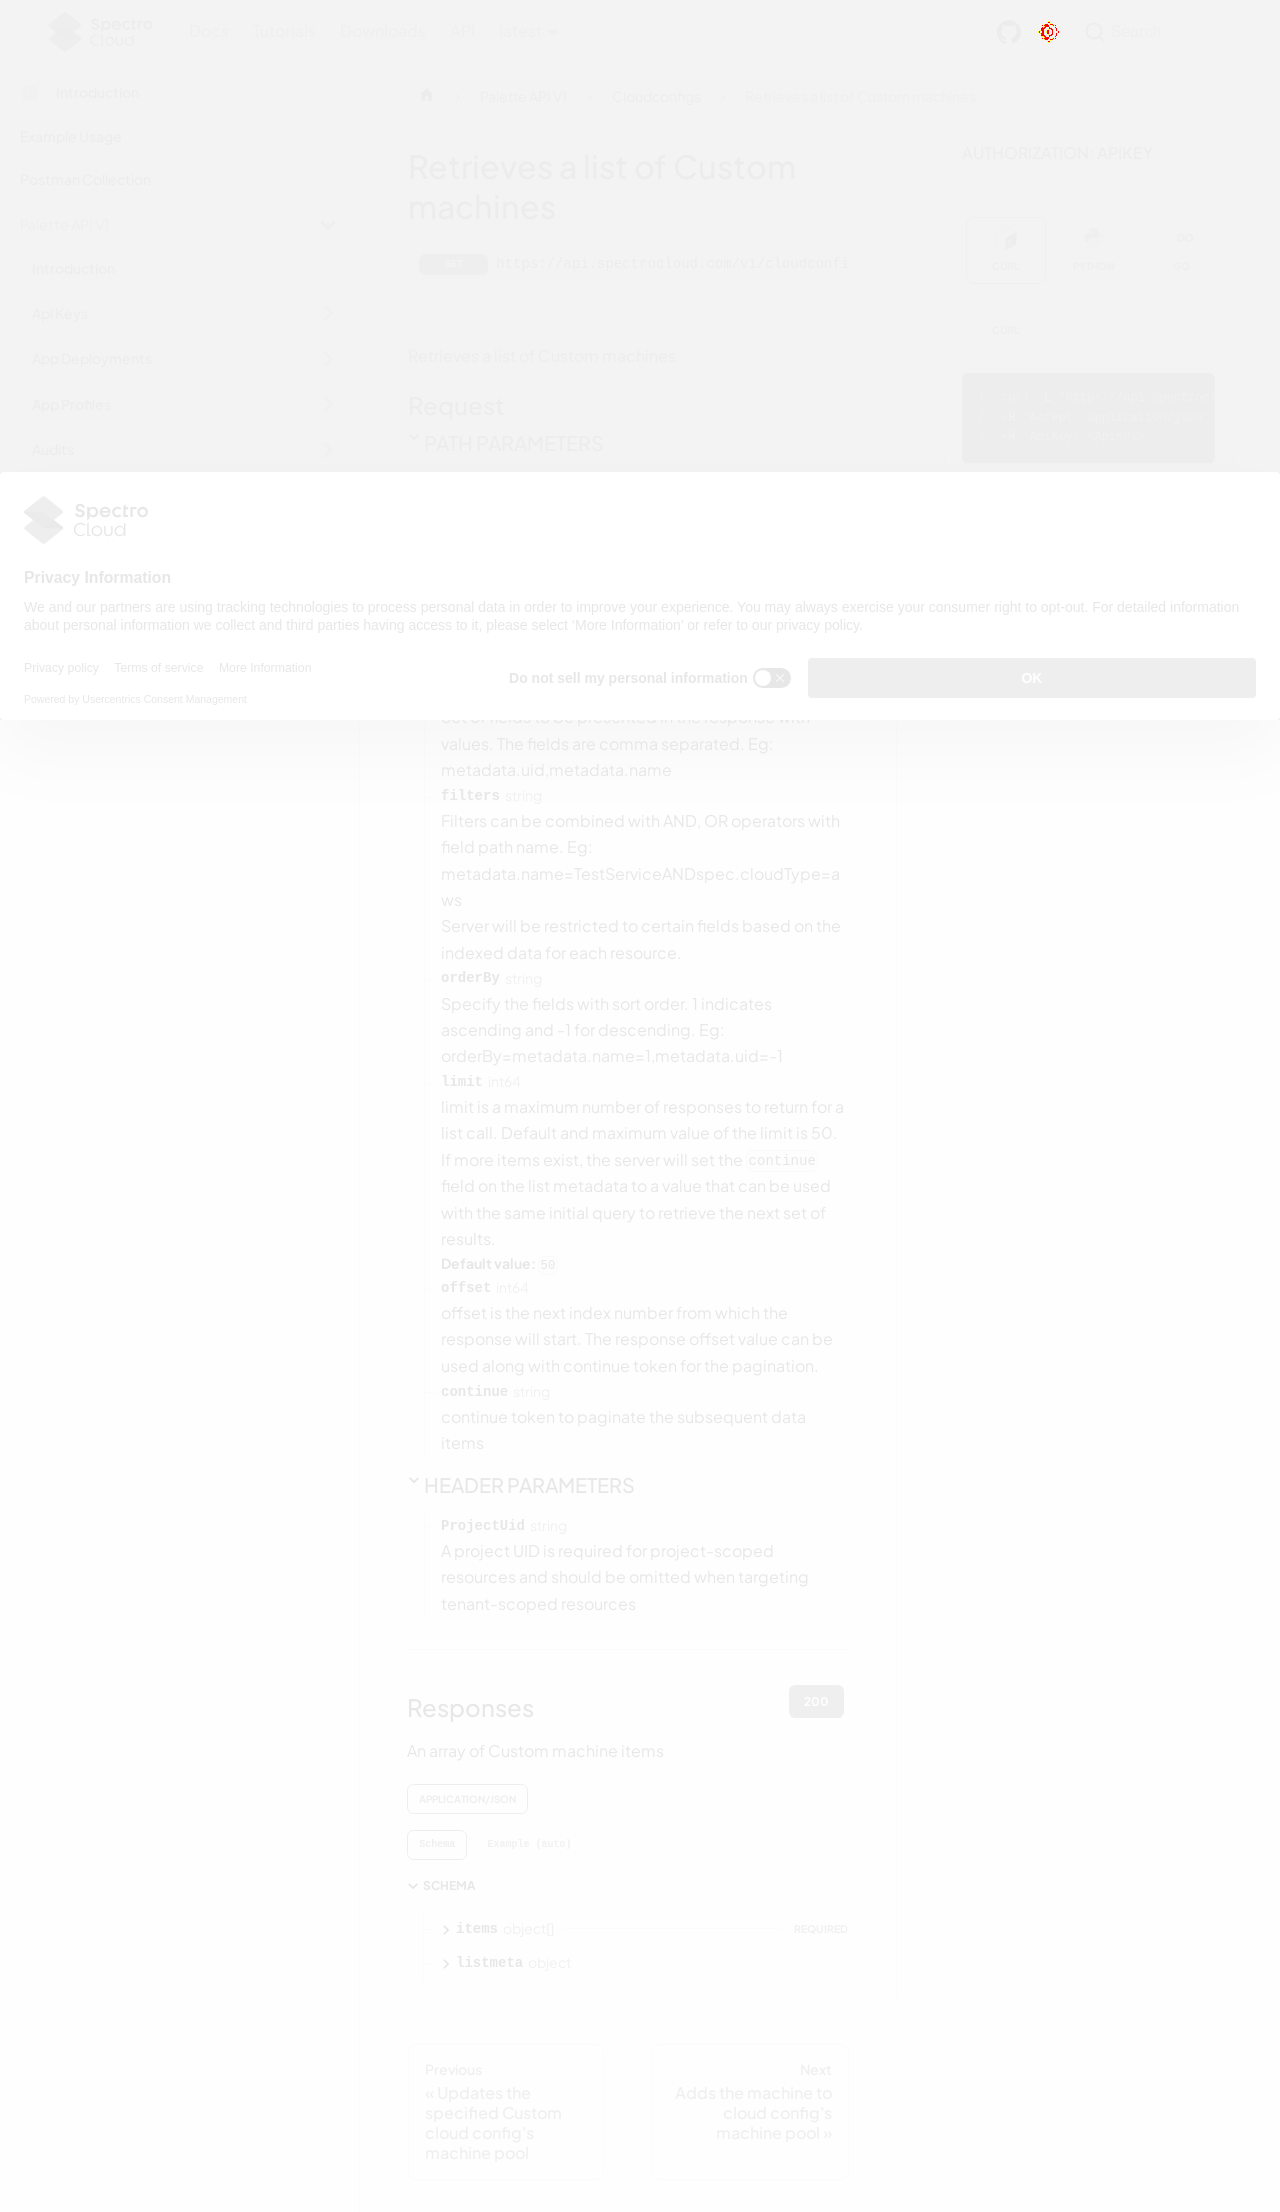 Spectro
Cloud
Docs Tutorials Downloads API latest
Search
Introduction
Example Usage
Postman Collection
Palette API V1
Introduction
Api Keys
App Deployments
App Profiles
Audits
Palette API V1
Cloudconfigs
Retrieves a list of Custom machines
Retrieves a list of Custom
machines
GET https://api.spectrocloud.com/v1/cloudconfi
Retrieves a list of Custom machines
Request
PATH PARAMETERS
AUTHORIZATION: APIKEY
CURL PYTHON GO
CURL
Spectro
Cloud
Privacy Information
We and our partners are using tracking technologies to process personal data in order to improve your experience. You may always exercise your consumer right to opt-out. For detailed information
about personal information we collect and third parties having access to it, please select 'More Information' or refer to our privacy policy.
Privacy policy Terms of service More Information
Powered by Usercentrics Consent Management
Do not sell my personal information
OK
set of fields to be presented in the response with
values. The fields are comma separated. Eg:
metadata.uid,metadata.name
filters string
Filters can be combined with AND, OR operators with
field path name. Eg:
metadata.name=TestServiceANDspec.cloudType=a
ws
Server will be restricted to certain fields based on the
indexed data for each resource.
orderBy string
Specify the fields with sort order. 1 indicates
ascending and -1 for descending. Eg:
orderBy=metadata.name=1,metadata.uid=-1
limit int64
limit is a maximum number of responses to return for a
list call. Default and maximum value of the limit is 50.
If more items exist, the server will set the continue
field on the list metadata to a value that can be used
with the same initial query to retrieve the next set of
results.
Default value: 50
offset int64
offset is the next index number from which the
response will start. The response offset value can be
used along with continue token for the pagination.
continue string
continue token to paginate the subsequent data
items
HEADER PARAMETERS
ProjectUid string
A project UID is required for project-scoped
resources and should be omitted when targeting
tenant-scoped resources
Responses
200
An array of Custom machine items
APPLICATION/JSON
Schema Example (auto)
SCHEMA
items object[] REQUIRED
listmeta object
Previous
« Updates the
specified Custom
cloud config's
machine pool
Next
Adds the machine to
cloud config's
machine pool »